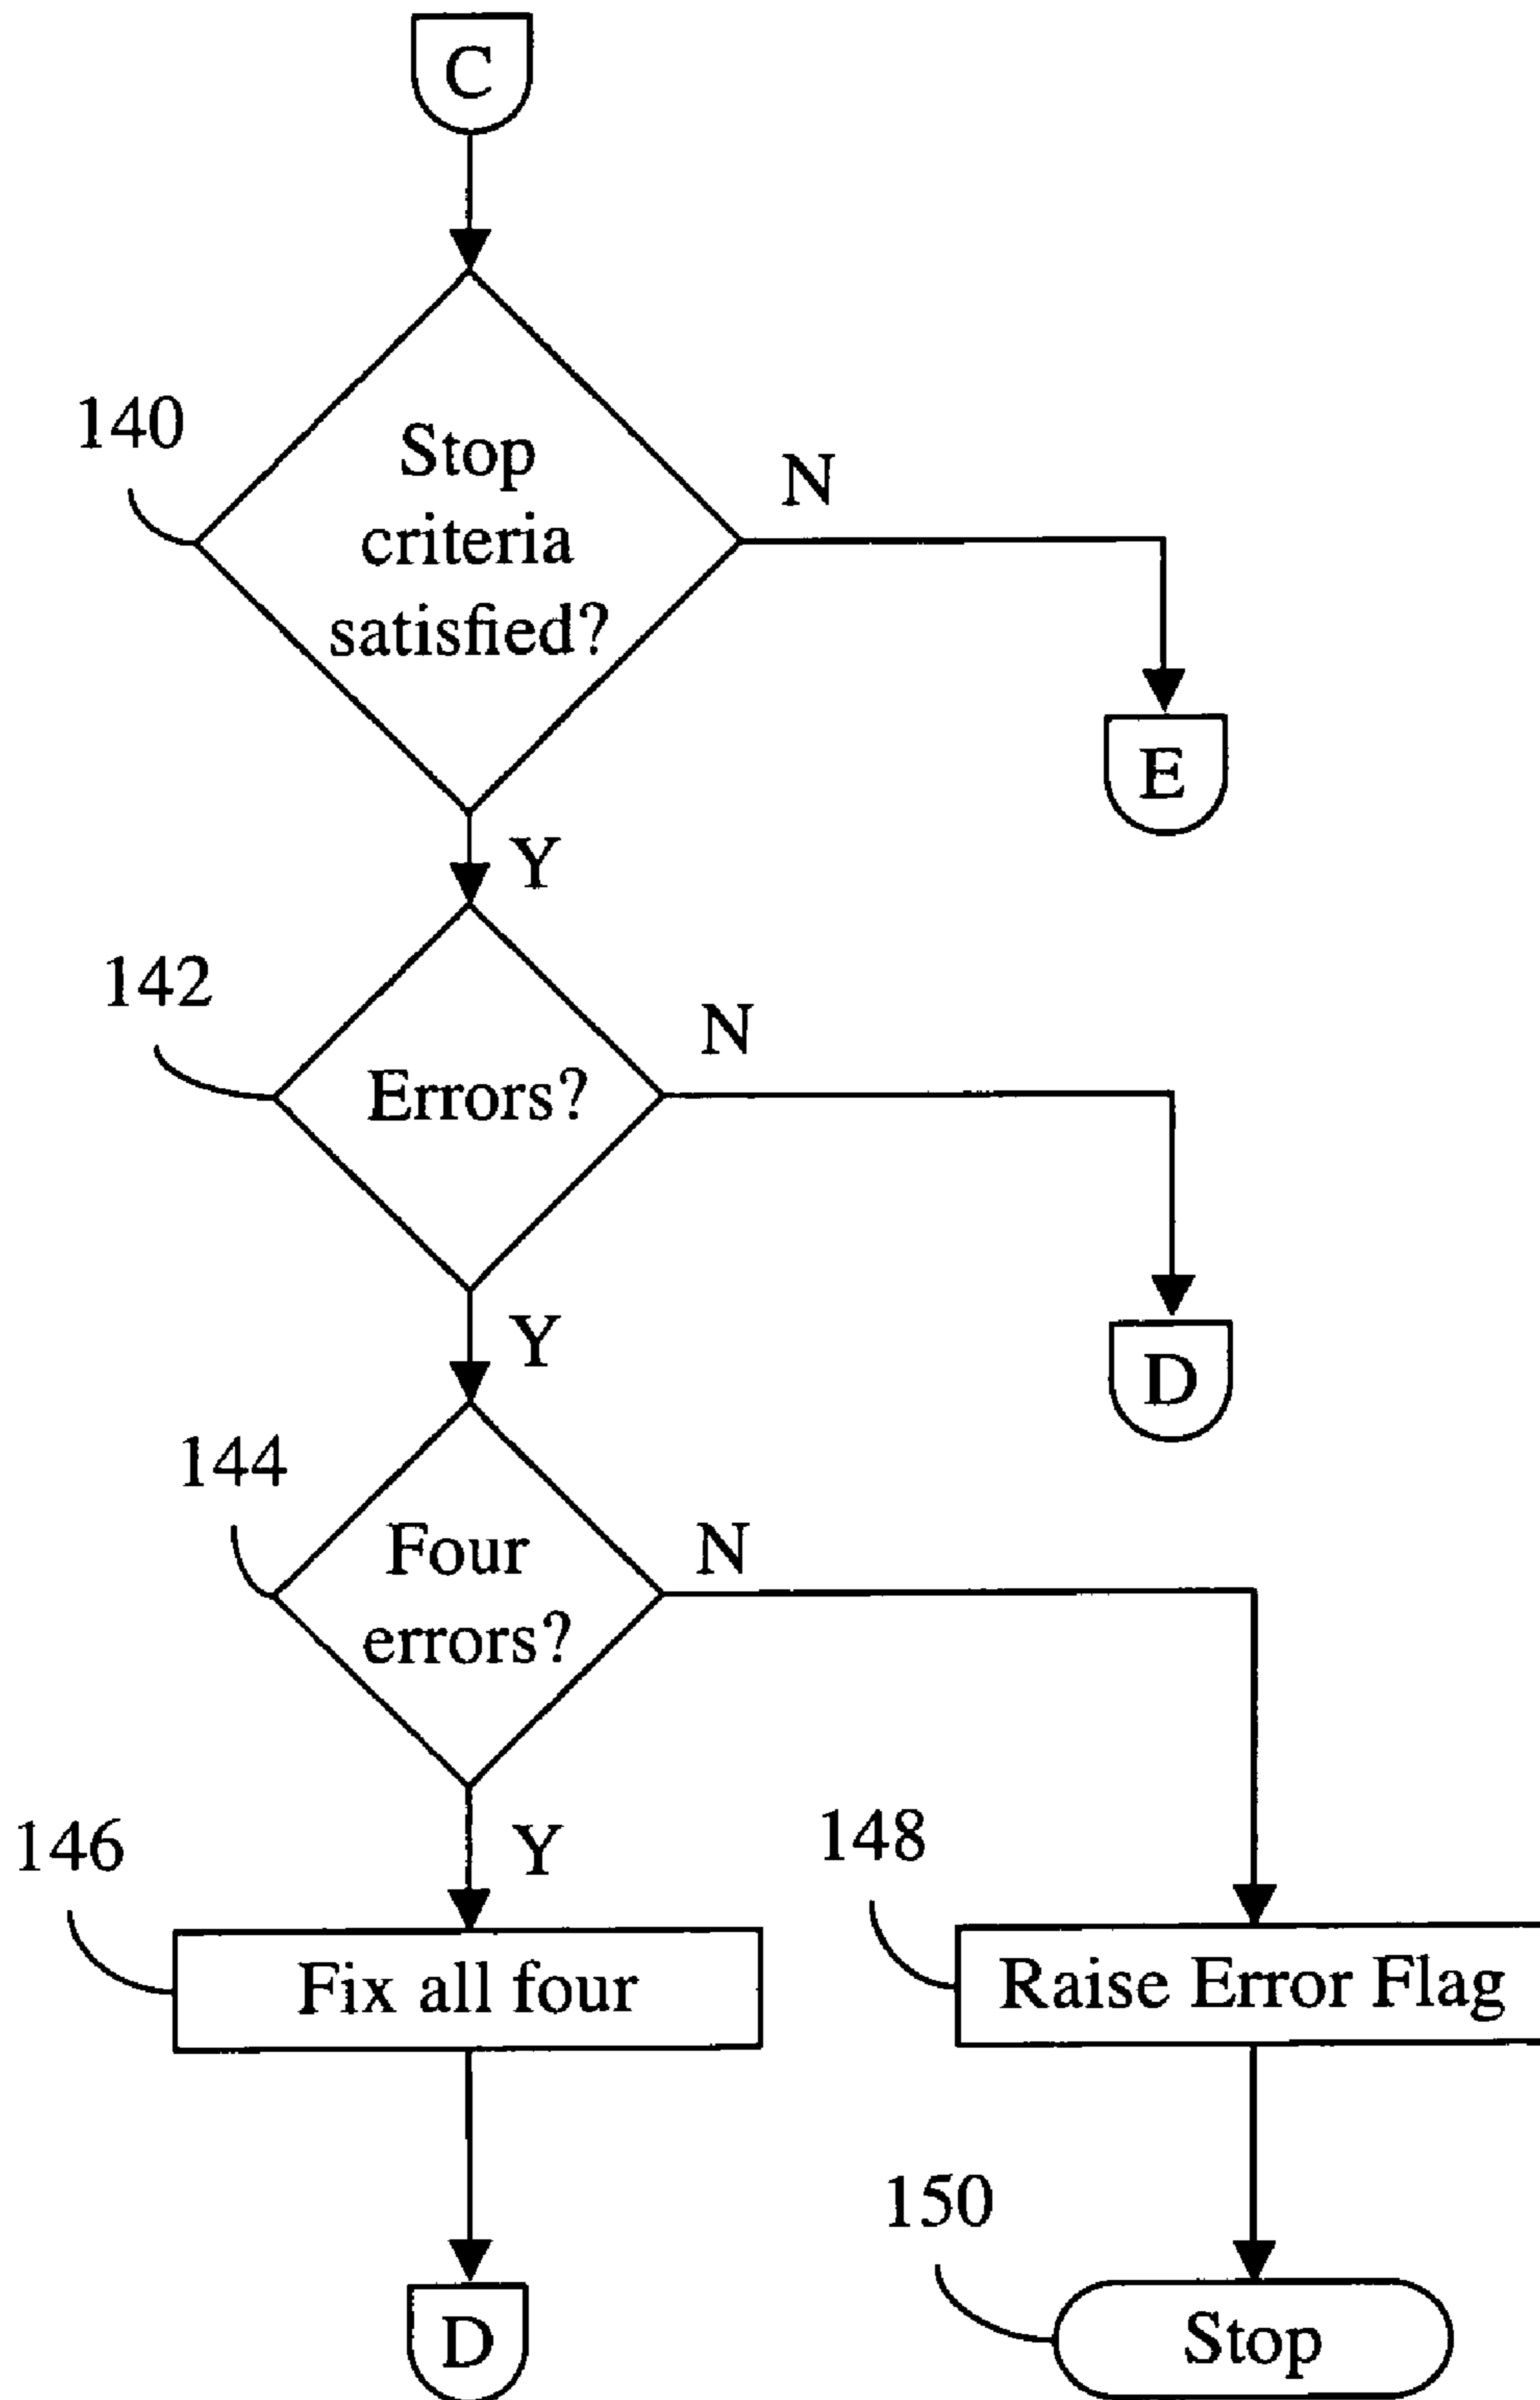 C
140
Stop
criteria
satisfied?
N
E
Y
142
Errors?
N
D
Y
144
Four
errors?
N
Y
146
Fix all four
148
Raise Error Flag
D
150
Stop